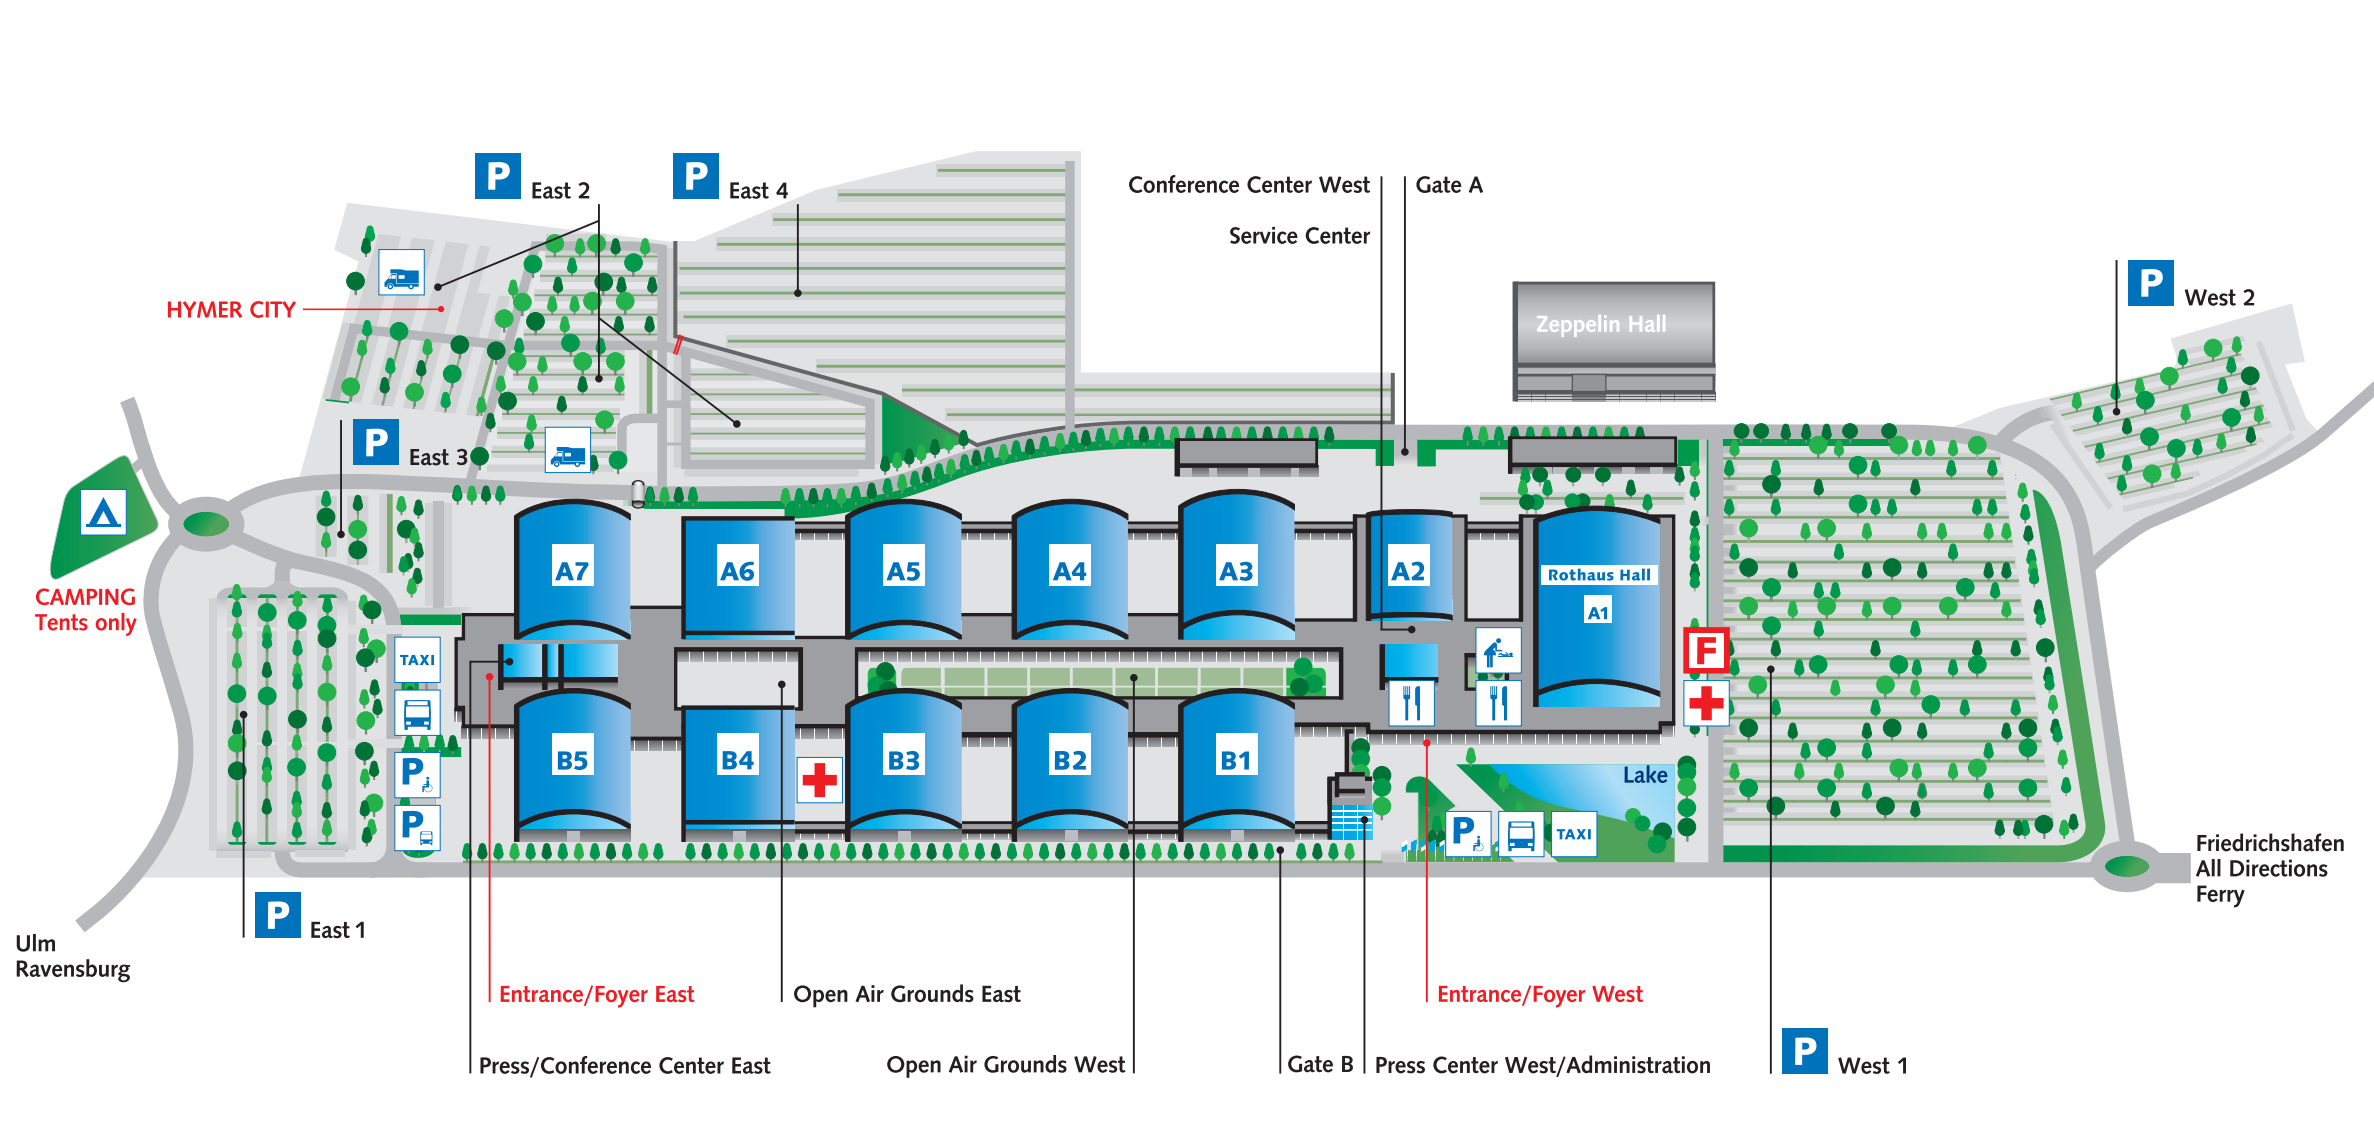 P East 2
P East 4
Conference Center West
Gate A
Service Center
P West 2
HYMER CITY
Zeppelin Hall
P East 3
A7
A6
A5
A4
A3
A2
Rothaus Hall
A1
CAMPING
Tents only
TAXI
F
P
P
B5
B4
B3
B2
B1
Lake
P
TAXI
Friedrichshafen
All Directions
Ferry
P East 1
Ulm
Ravensburg
Entrance/Foyer East
Open Air Grounds East
Entrance/Foyer West
Press/Conference Center East
Open Air Grounds West
Gate B
Press Center West/Administration
P West 1